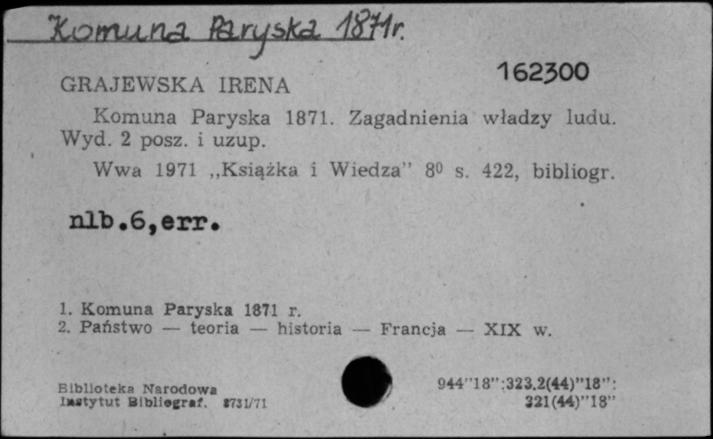 Komuna Paryska 1871r.
162300
GRAJEWSKA IRENA
Komuna Paryska 1871. Zagadnienia władzy ludu.
Wyd. 2 posz. i uzup.
Wwa 1971 „Książka i Wiedza” 8⁰ s. 422, bibliogr.
nlb.6,err.
1. Komuna Paryska 1871 r.
2. Państwo — teoria — historia — Francja — XIX w.
Biblioteka Narodowa
Instytut Bibliograf. 8731/71
944"18":323.2(44)"18":
321(44)"18"